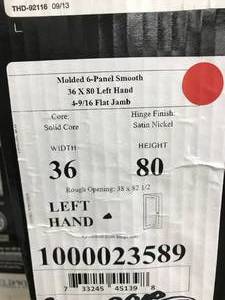 THD-92116 09/13
Molded 6-Panel Smooth
36 X 80 Left Hand
4-9/16 Flat Jamb
Core: Hinge Finish:
Solid Core Satin Nickel
WIDTH HEIGHT
36 80
Rough Opening: 38 x 82 1/2
LEFT
HAND
1000023589
7 33245 45139 8